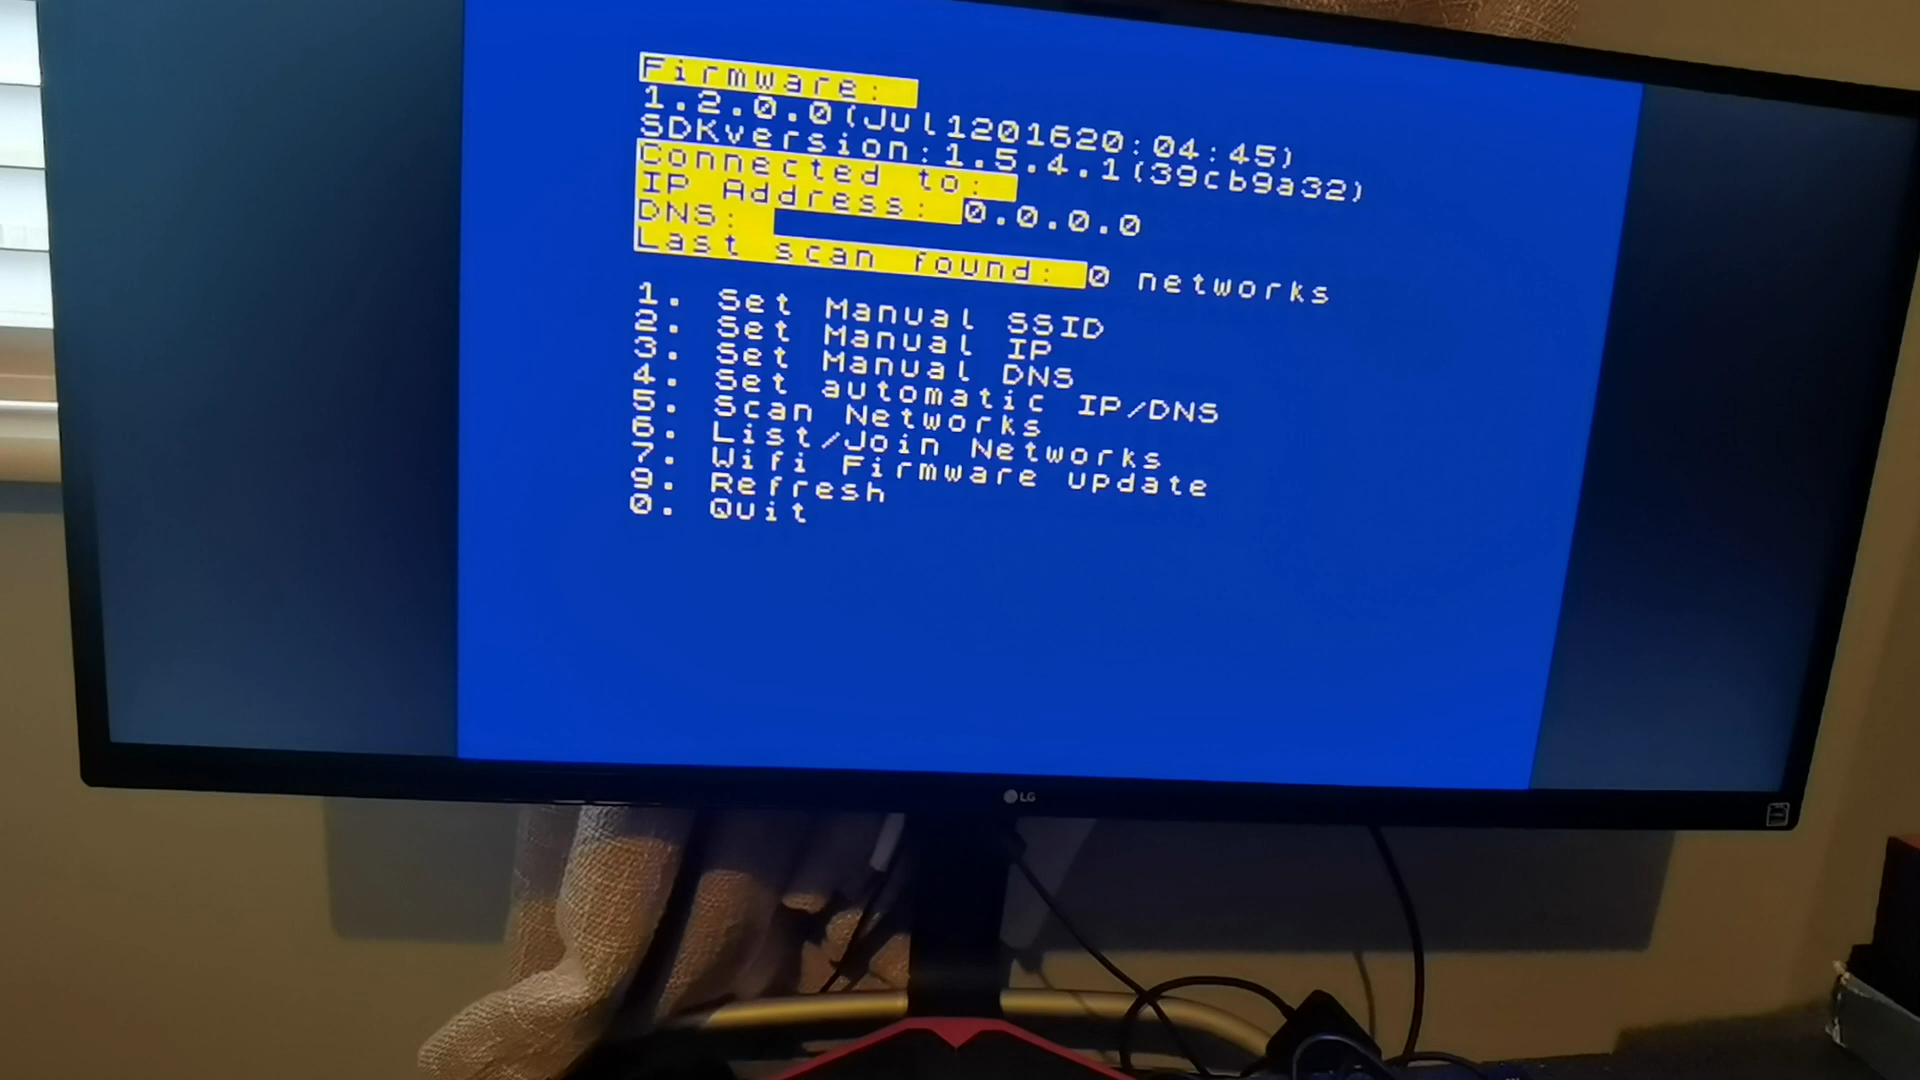 Firmware:
1.2.0.0(Jul1201620:04:45)
SDKversion:1.5.4.1(39cb9a32)
Connected to:
IP Address: 0.0.0.0
DNS:
Last scan found: 0 networks
1. Set Manual SSID
2. Set Manual IP
3. Set Manual DNS
4. Set automatic IP/DNS
5. Scan Networks
6. List/Join Networks
7. Wifi Firmware update
9. Refresh
0. Quit
LG